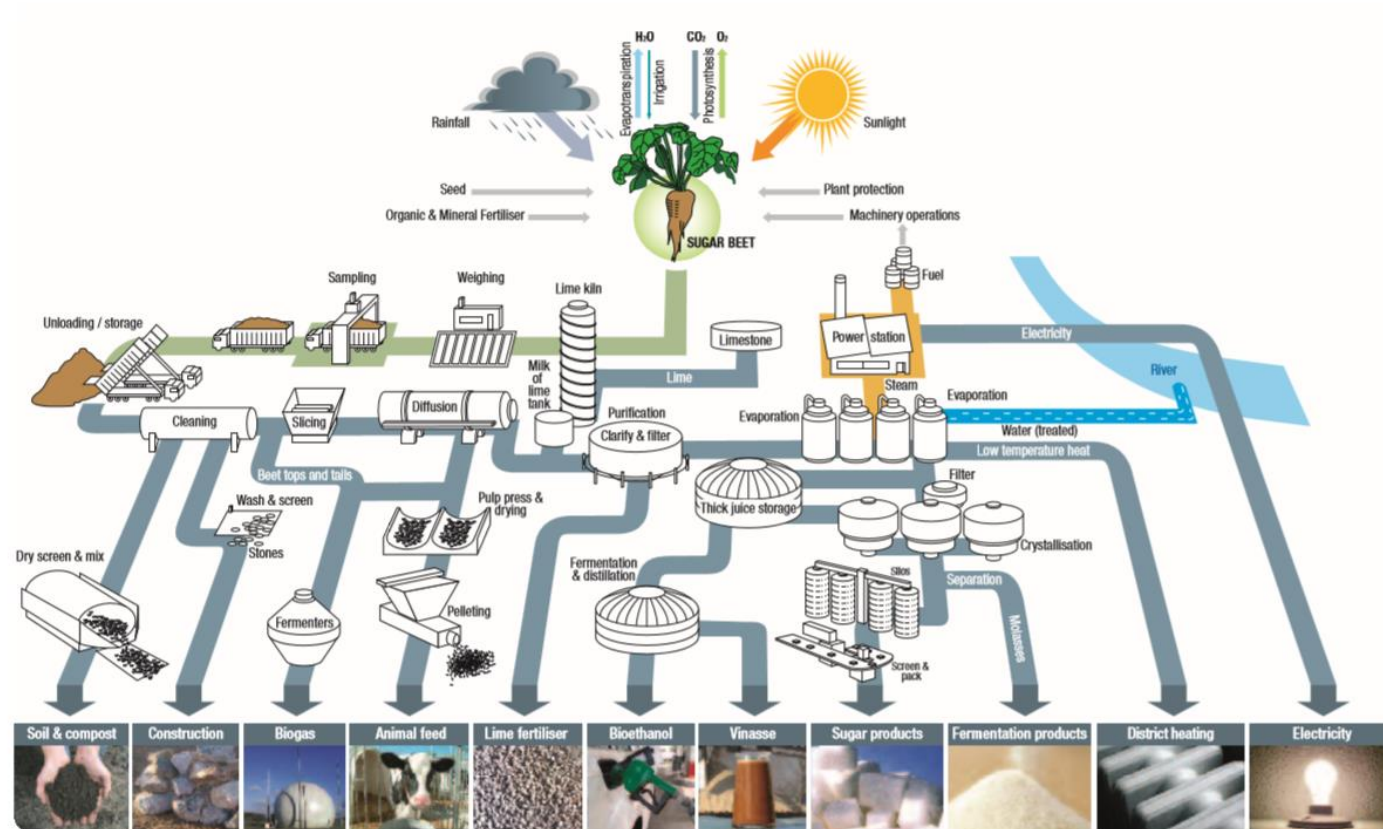 H₂O
CO₂ O₂
Evapotranspiration
Irrigation
Photosynthesis
Rainfall
Sunlight
Seed
Plant protection
Organic & Mineral Fertiliser
Machinery operations
SUGAR BEET
Fuel
Sampling
Weighing
Lime kiln
Unloading / storage
Limestone
Power station
Electricity
River
Milk
of
lime
tank
Lime
Steam
Evaporation
Evaporation
Cleaning
Slicing
Diffusion
Purification
Clarify & filter
Water (treated)
Low temperature heat
Beet tops and tails
Filter
Wash & screen
Pulp press &
drying
Thick juice storage
Stones
Crystallisation
Dry screen & mix
Fermentation
& distillation
Silos
Separation
Fermenters
Pelleting
Molasses
Screen &
pack
Soil & compost
Construction
Biogas
Animal feed
Lime fertiliser
Bioethanol
Vinasse
Sugar products
Fermentation products
District heating
Electricity